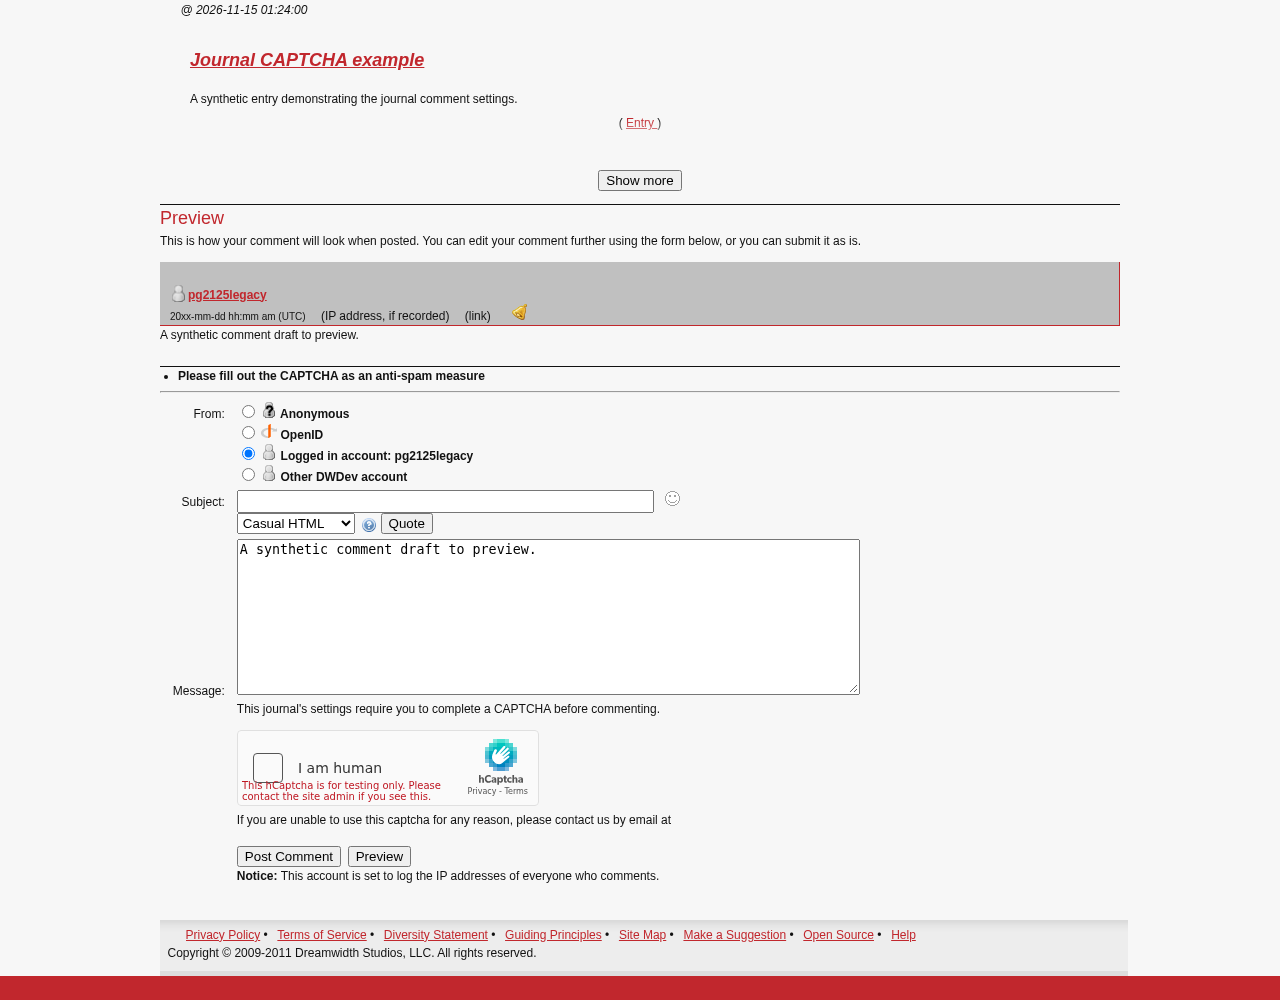 @ 2026-11-15 01:24:00
Journal CAPTCHA example
A synthetic entry demonstrating the journal comment settings.
( Entry )
Show more
Preview
This is how your comment will look when posted. You can edit your comment further using the form below, or you can submit it as is.
pg2125legacy
20xx-mm-dd hh:mm am (UTC) (IP address, if recorded) (link)
A synthetic comment draft to preview.
• Please fill out the CAPTCHA as an anti-spam measure
From: ? Anonymous
OpenID
Logged in account: pg2125legacy
Other DWDev account
Subject:
Casual HTML ? Quote
A synthetic comment draft to preview.
Message:
This journal's settings require you to complete a CAPTCHA before commenting.
I am human
This hCaptcha is for testing only. Please
contact the site admin if you see this.
hCaptcha
Privacy - Terms
If you are unable to use this captcha for any reason, please contact us by email at
Post Comment Preview
Notice: This account is set to log the IP addresses of everyone who comments.
Privacy Policy • Terms of Service • Diversity Statement • Guiding Principles • Site Map • Make a Suggestion • Open Source • Help
Copyright © 2009-2011 Dreamwidth Studios, LLC. All rights reserved.